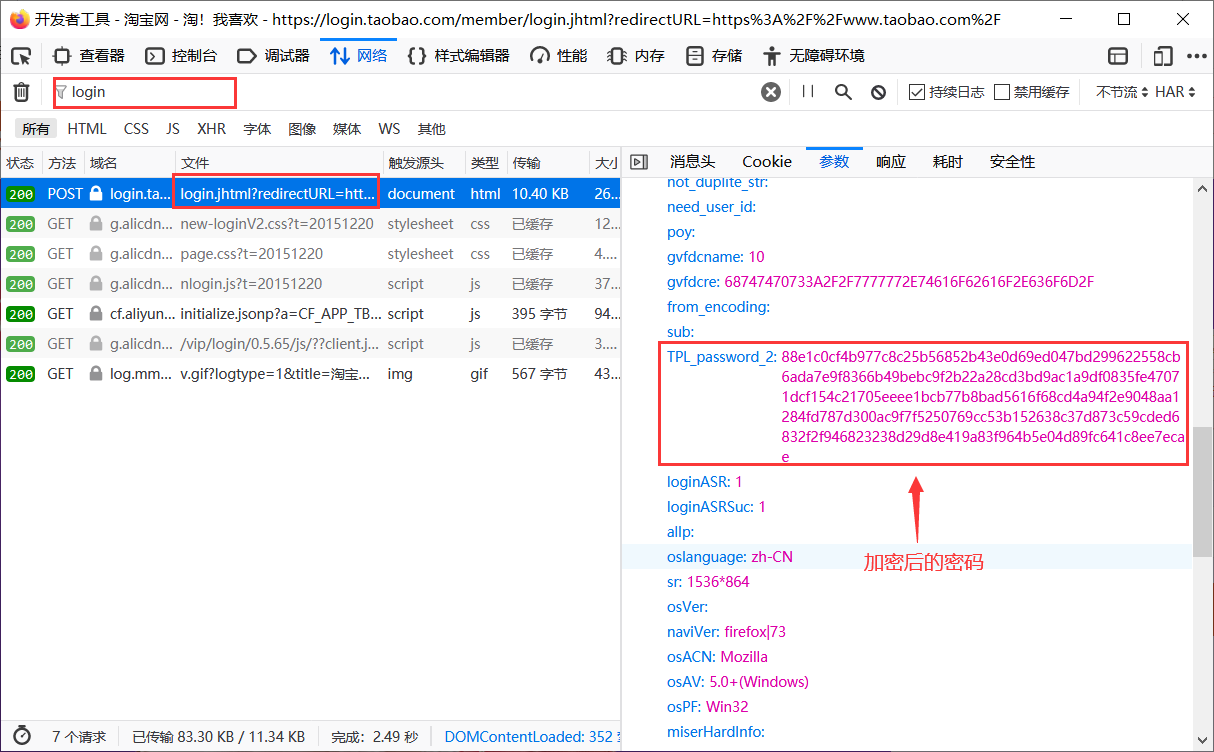 开发者工具 - 淘宝网 - 淘！我喜欢 - https://login.taobao.com/member/login.jhtml?redirectURL=https%3A%2F%2Fwww.taobao.com%2F
查看器 控制台 调试器 网络 样式编辑器 性能 内存 存储 无障碍环境
login 持续日志 禁用缓存 不节流 HAR
所有 HTML CSS JS XHR 字体 图像 媒体 WS 其他
状态 方法 域名 文件 触发源头 类型 传输 大小
200 POST login.ta... login.jhtml?redirectURL=htt... document html 10.40 KB 26...
200 GET g.alicdn... new-loginV2.css?t=20151220 stylesheet css 已缓存 12...
200 GET g.alicdn... page.css?t=20151220 stylesheet css 已缓存 4....
200 GET g.alicdn... nlogin.js?t=20151220 script js 已缓存 37...
200 GET cf.aliyun... initialize.jsonp?a=CF_APP_TB... script js 395 字节 94...
200 GET g.alicdn... /vip/login/0.5.65/js/??client.j... script js 已缓存 3....
200 GET log.mm... v.gif?logtype=1&title=淘宝... img gif 567 字节 43...
消息头 Cookie 参数 响应 耗时 安全性
not_duplite_str:
need_user_id:
poy:
gvfdcname: 10
gvfdcre: 68747470733A2F2F7777772E74616F62616F2E636F6D2F
from_encoding:
sub:
TPL_password_2: 88e1c0cf4b977c8c25b56852b43e0d69ed047bd299622558cb
6ada7e9f8366b49bebc9f2b22a28cd3bd9ac1a9df0835fe4707
1dcf154c21705eeee1bcb77b8bad5616f68cd4a94f2e9048aa1
284fd787d300ac9f7f5250769cc53b152638c37d873c59cded6
832f2f946823238d29d8e419a83f964b5e04d89fc641c8ee7eca
e
loginASR: 1
loginASRSuc: 1
allp:
oslanguage: zh-CN
加密后的密码
sr: 1536*864
osVer:
naviVer: firefox|73
osACN: Mozilla
osAV: 5.0+(Windows)
osPF: Win32
miserHardInfo:
7 个请求 已传输 83.30 KB / 11.34 KB 完成：2.49 秒 DOMContentLoaded: 352